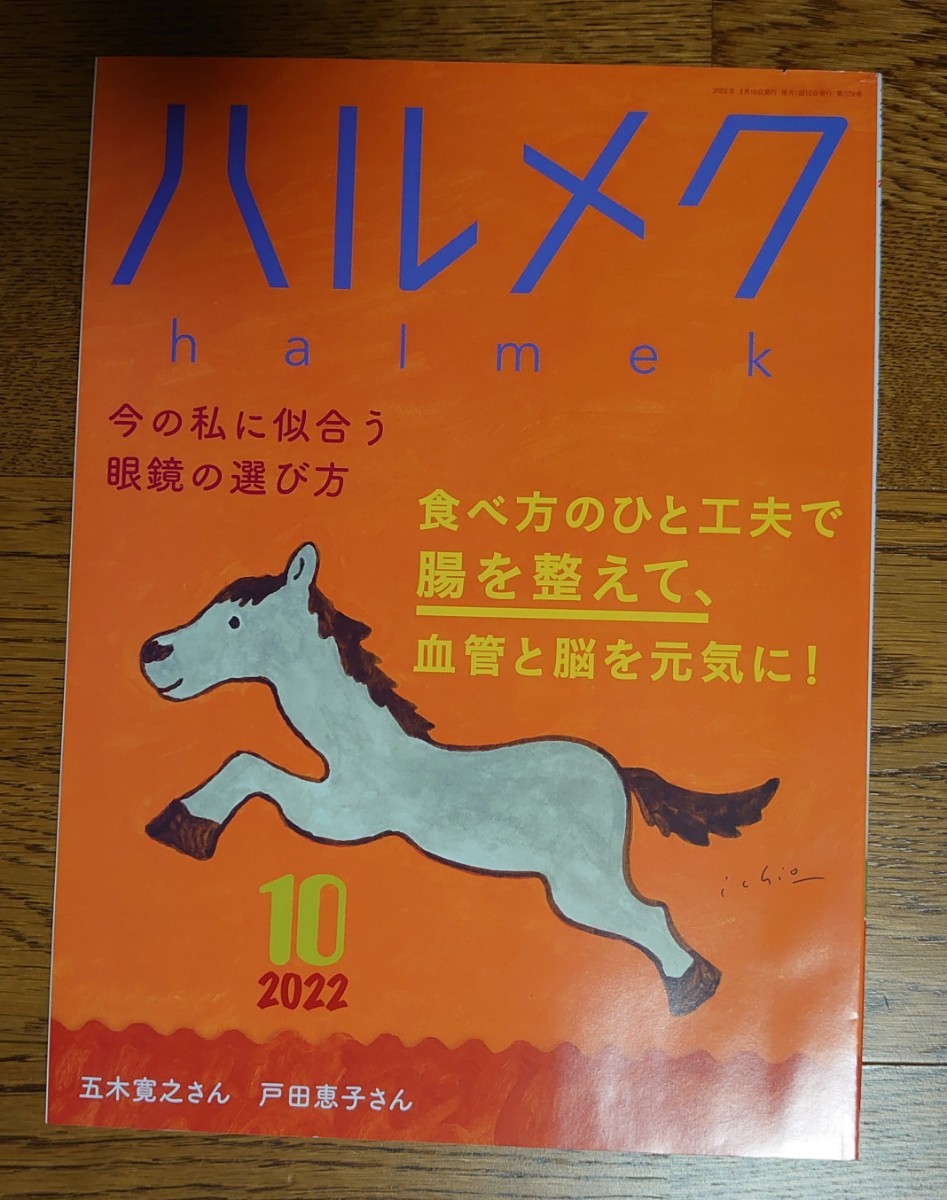 ハルメク
halmek
今の私に似合う
眼鏡の選び方
食べ方のひと工夫で
腸を整えて、
血管と脳を元気に!
ichio
10
2022
五木寛之さん 戸田恵子さん